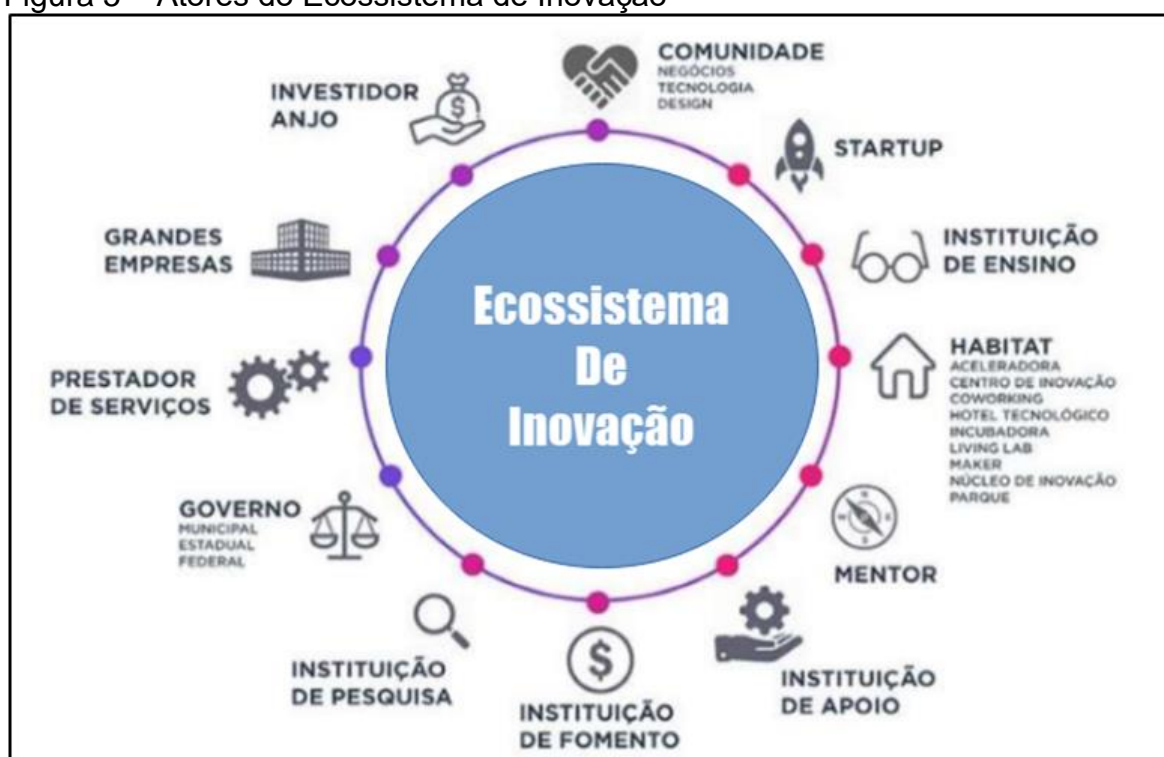 Figura 3 – Atores do Ecossistema de Inovação
COMUNIDADE
NEGÓCIOS
TECNOLOGIA
DESIGN
STARTUP
INSTITUIÇÃO
DE ENSINO
HABITAT
ACELERADORA
CENTRO DE INOVAÇÃO
COWORKING
HOTEL TECNOLÓGICO
INCUBADORA
LIVING LAB
MAKER
NÚCLEO DE INOVAÇÃO
PARQUE
MENTOR
INSTITUIÇÃO
DE APOIO
INSTITUIÇÃO
DE FOMENTO
INSTITUIÇÃO
DE PESQUISA
GOVERNO
MUNICIPAL
ESTADUAL
FEDERAL
PRESTADOR
DE SERVIÇOS
GRANDES
EMPRESAS
INVESTIDOR
ANJO
Ecossistema
De
Inovação